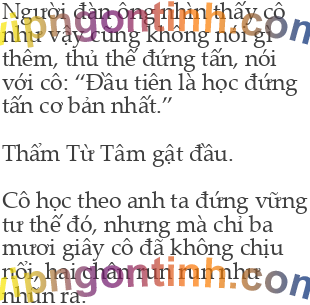 Người đàn ông nhìn thấy cô
như vậy cũng không nói gì
thêm, thủ thế đứng tấn, nói
với cô: “Đầu tiên là học đứng
tấn cơ bản nhất.”
Thẩm Từ Tâm gật đầu.
Cô học theo anh ta đứng vững
tư thế đó, nhưng mà chỉ ba
mươi giây cô đã không chịu
nổi, hai chân run run như
nhũn ra.
vipngontinh.com
vipngontinh.com